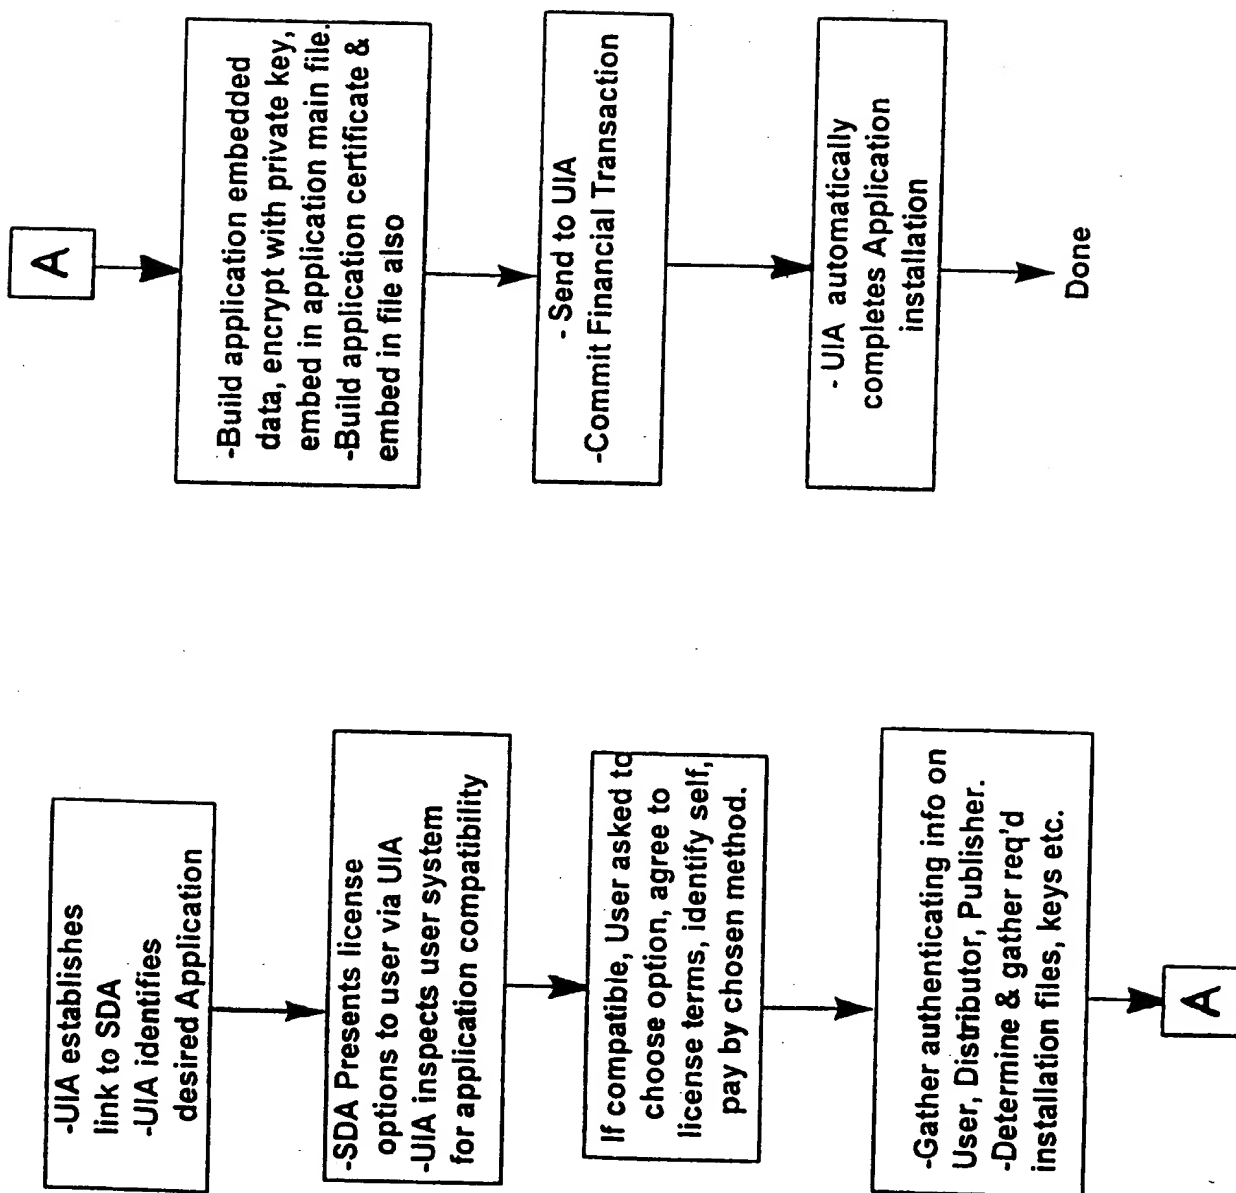 -UIA establishes
link to SDA
-UIA identifies
desired Application
-SDA Presents license
options to user via UIA
-UIA inspects user system
for application compatibility
If compatible, User asked to
choose option, agree to
license terms, identify self,
pay by chosen method.
-Gather authenticating info on
User, Distributor, Publisher.
-Determine & gather req'd
installation files, keys etc.
A
A
-Build application embedded
data, encrypt with private key,
embed in application main file.
-Build application certificate &
embed in file also
- Send to UIA
-Commit Financial Transaction
- UIA automatically
completes Application
installation
Done